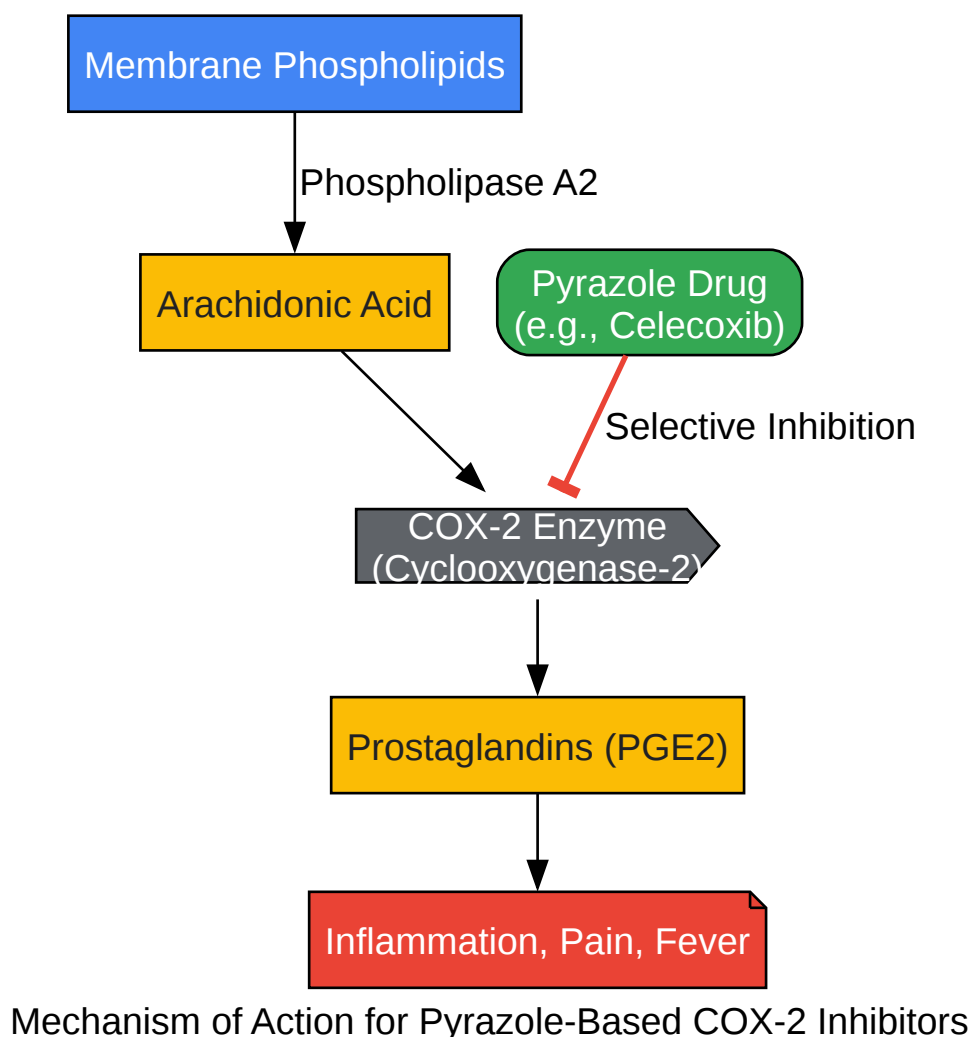 Membrane Phospholipids
Phospholipase A2
Arachidonic Acid
Pyrazole Drug
(e.g., Celecoxib)
Selective Inhibition
COX-2 Enzyme
(Cyclooxygenase-2)
Prostaglandins (PGE2)
Inflammation, Pain, Fever
Mechanism of Action for Pyrazole-Based COX-2 Inhibitors